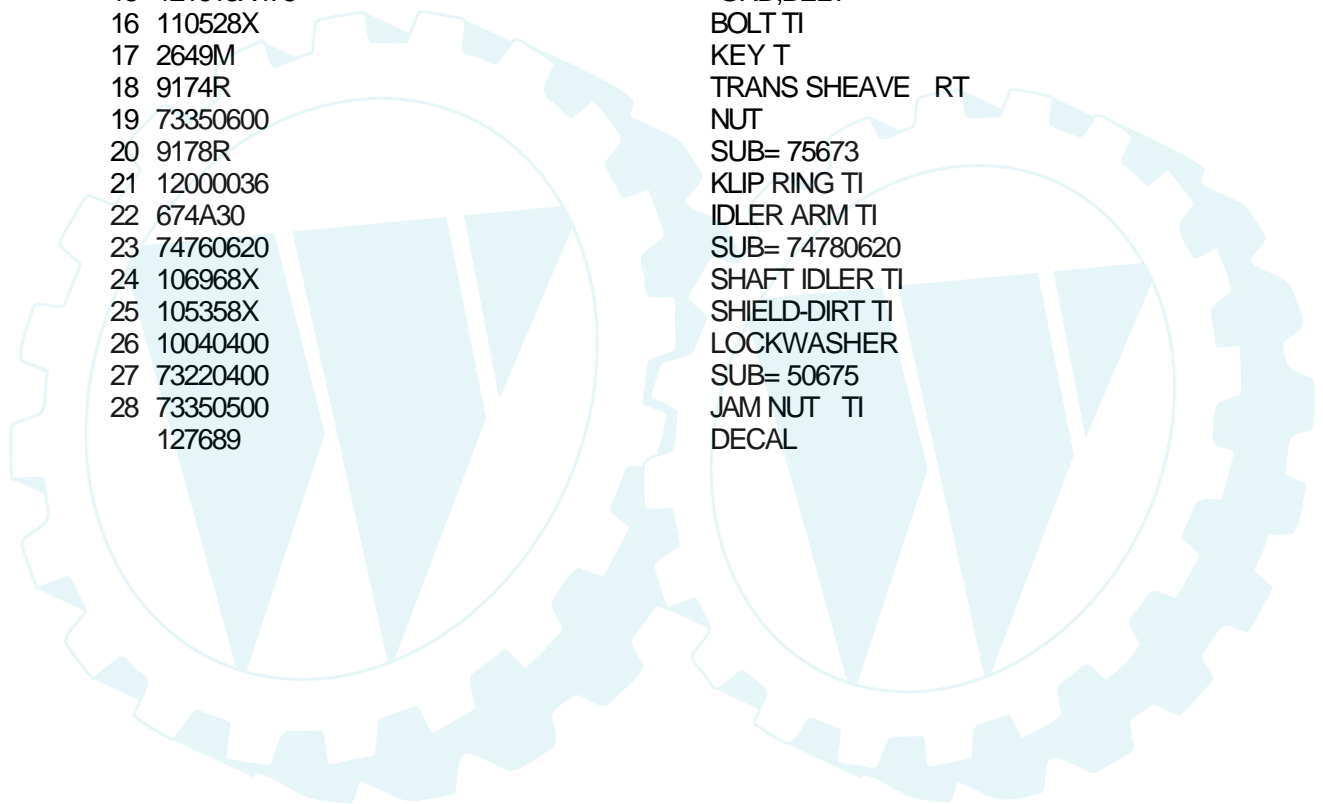 16 110528X BOLT TI
17 2649M KEY T
18 9174R TRANS SHEAVE RT
19 73350600 NUT
20 9178R SUB= 75673
21 12000036 KLIP RING TI
22 674A30 IDLER ARM TI
23 74760620 SUB= 74780620
24 106968X SHAFT IDLER TI
25 105358X SHIELD-DIRT TI
26 10040400 LOCKWASHER
27 73220400 SUB= 50675
28 73350500 JAM NUT TI
127689 DECAL